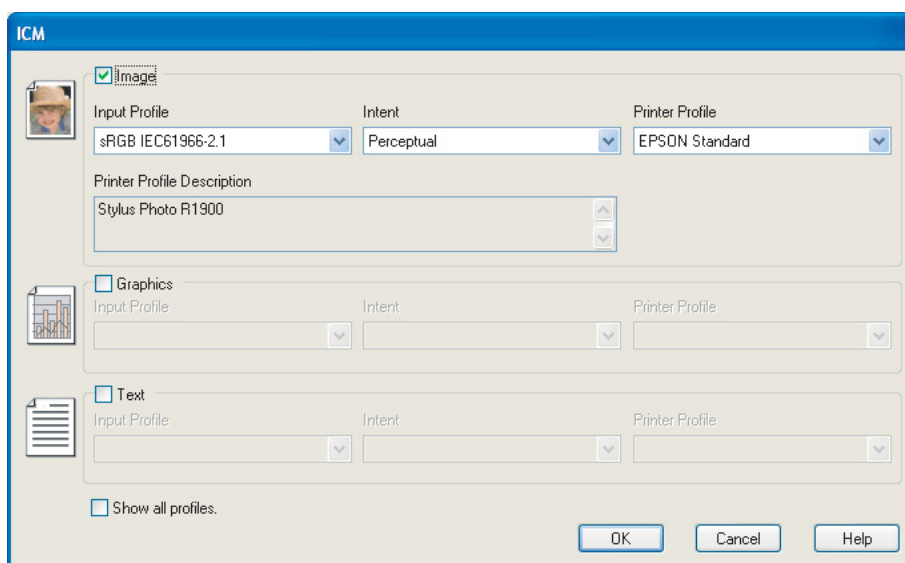 ICM
Image
Input Profile Intent Printer Profile
sRGB IEC61966-2.1 Perceptual EPSON Standard
Printer Profile Description
Stylus Photo R1900
Graphics
Input Profile Intent Printer Profile
Text
Input Profile Intent Printer Profile
Show all profiles.
OK Cancel Help